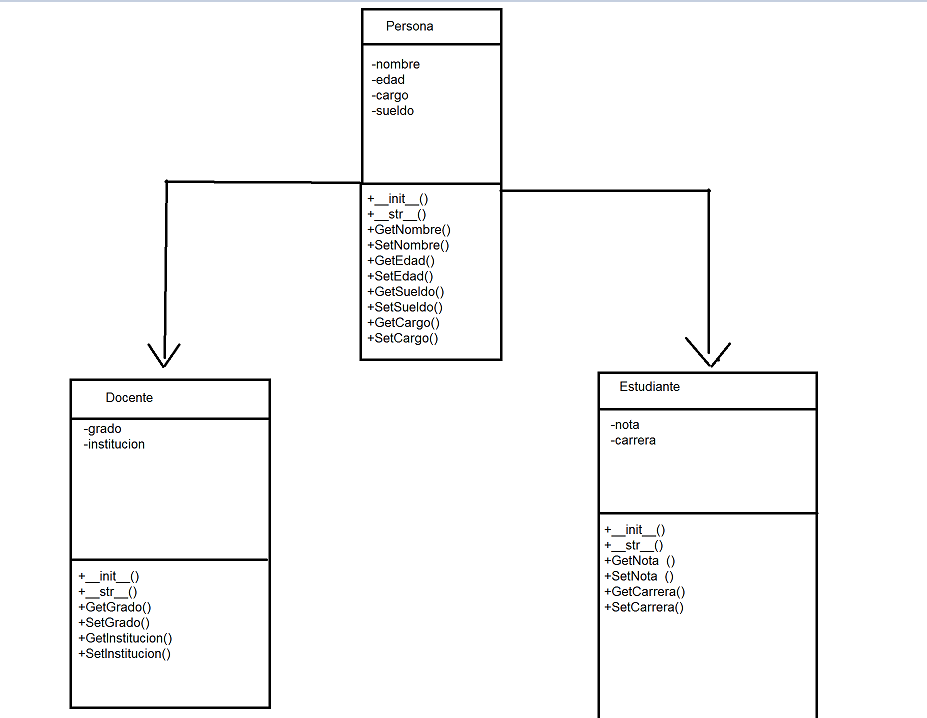 Persona
-nombre
-edad
-cargo
-sueldo
+__init__()
+__str__()
+GetNombre()
+SetNombre()
+GetEdad()
+SetEdad()
+GetSueldo()
+SetSueldo()
+GetCargo()
+SetCargo()
Docente
-grado
-institucion
+__init__()
+__str__()
+GetGrado()
+SetGrado()
+GetInstitucion()
+SetInstitucion()
Estudiante
-nota
-carrera
+__init__()
+__str__()
+GetNota ()
+SetNota ()
+GetCarrera()
+SetCarrera()